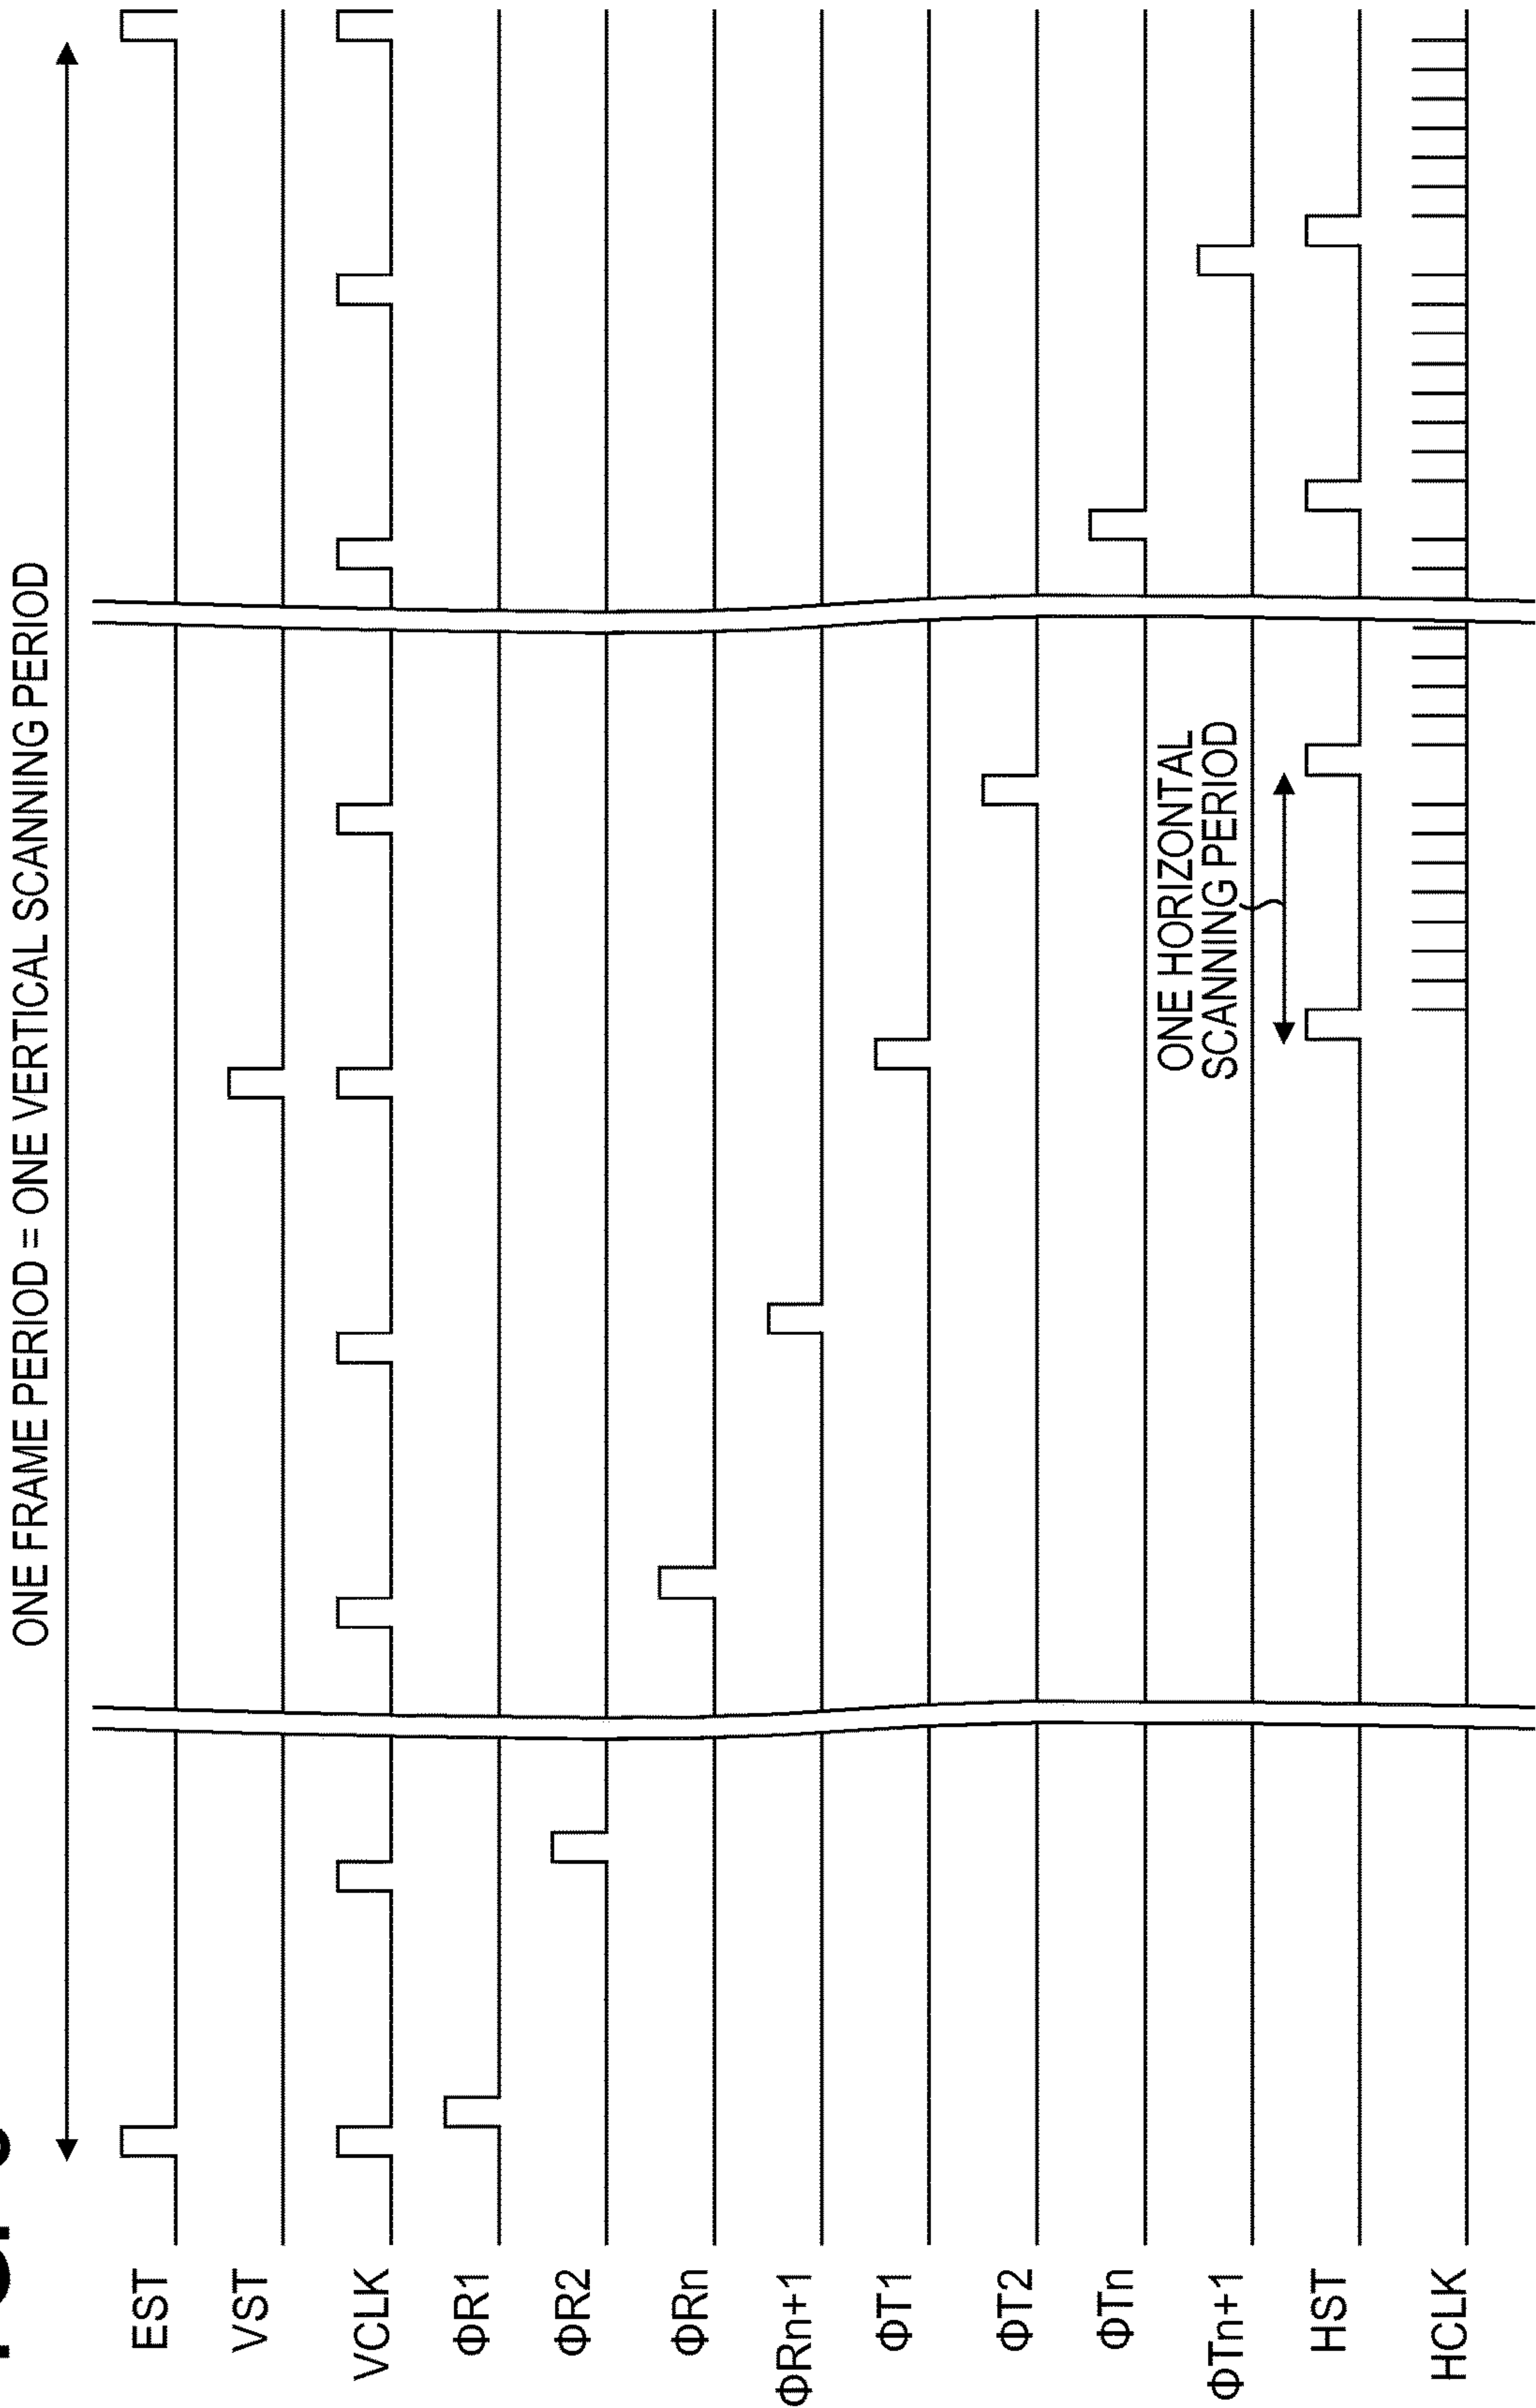 ONE FRAME PERIOD = ONE VERTICAL SCANNING PERIOD
EST
VST
VCLK
ΦR1
ΦR2
ΦRn
ΦRn+1
ΦT1
ΦT2
ΦTn
ΦTn+1
ONE HORIZONTAL
SCANNING PERIOD
HST
HCLK